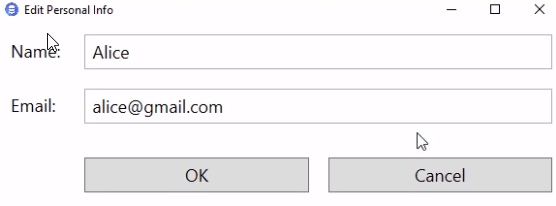 Edit Personal Info
Name: Alice
Email: alice@gmail.com
OK Cancel